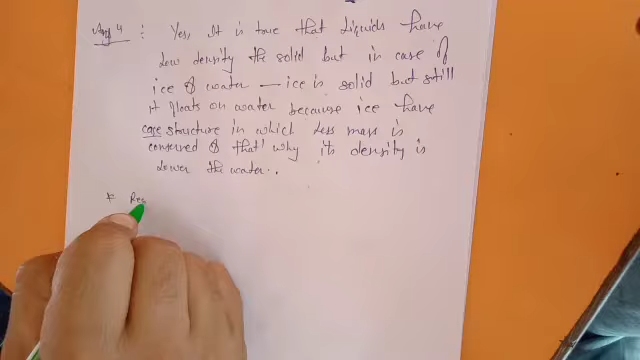 Ans 4 : Yes, It is true that Liquids have
low density the solid but in case of
ice & water — ice is solid but still
it floats on water because ice have
cage structure in which less mass is
conserved & that's why its density is
lower the water.
* Res